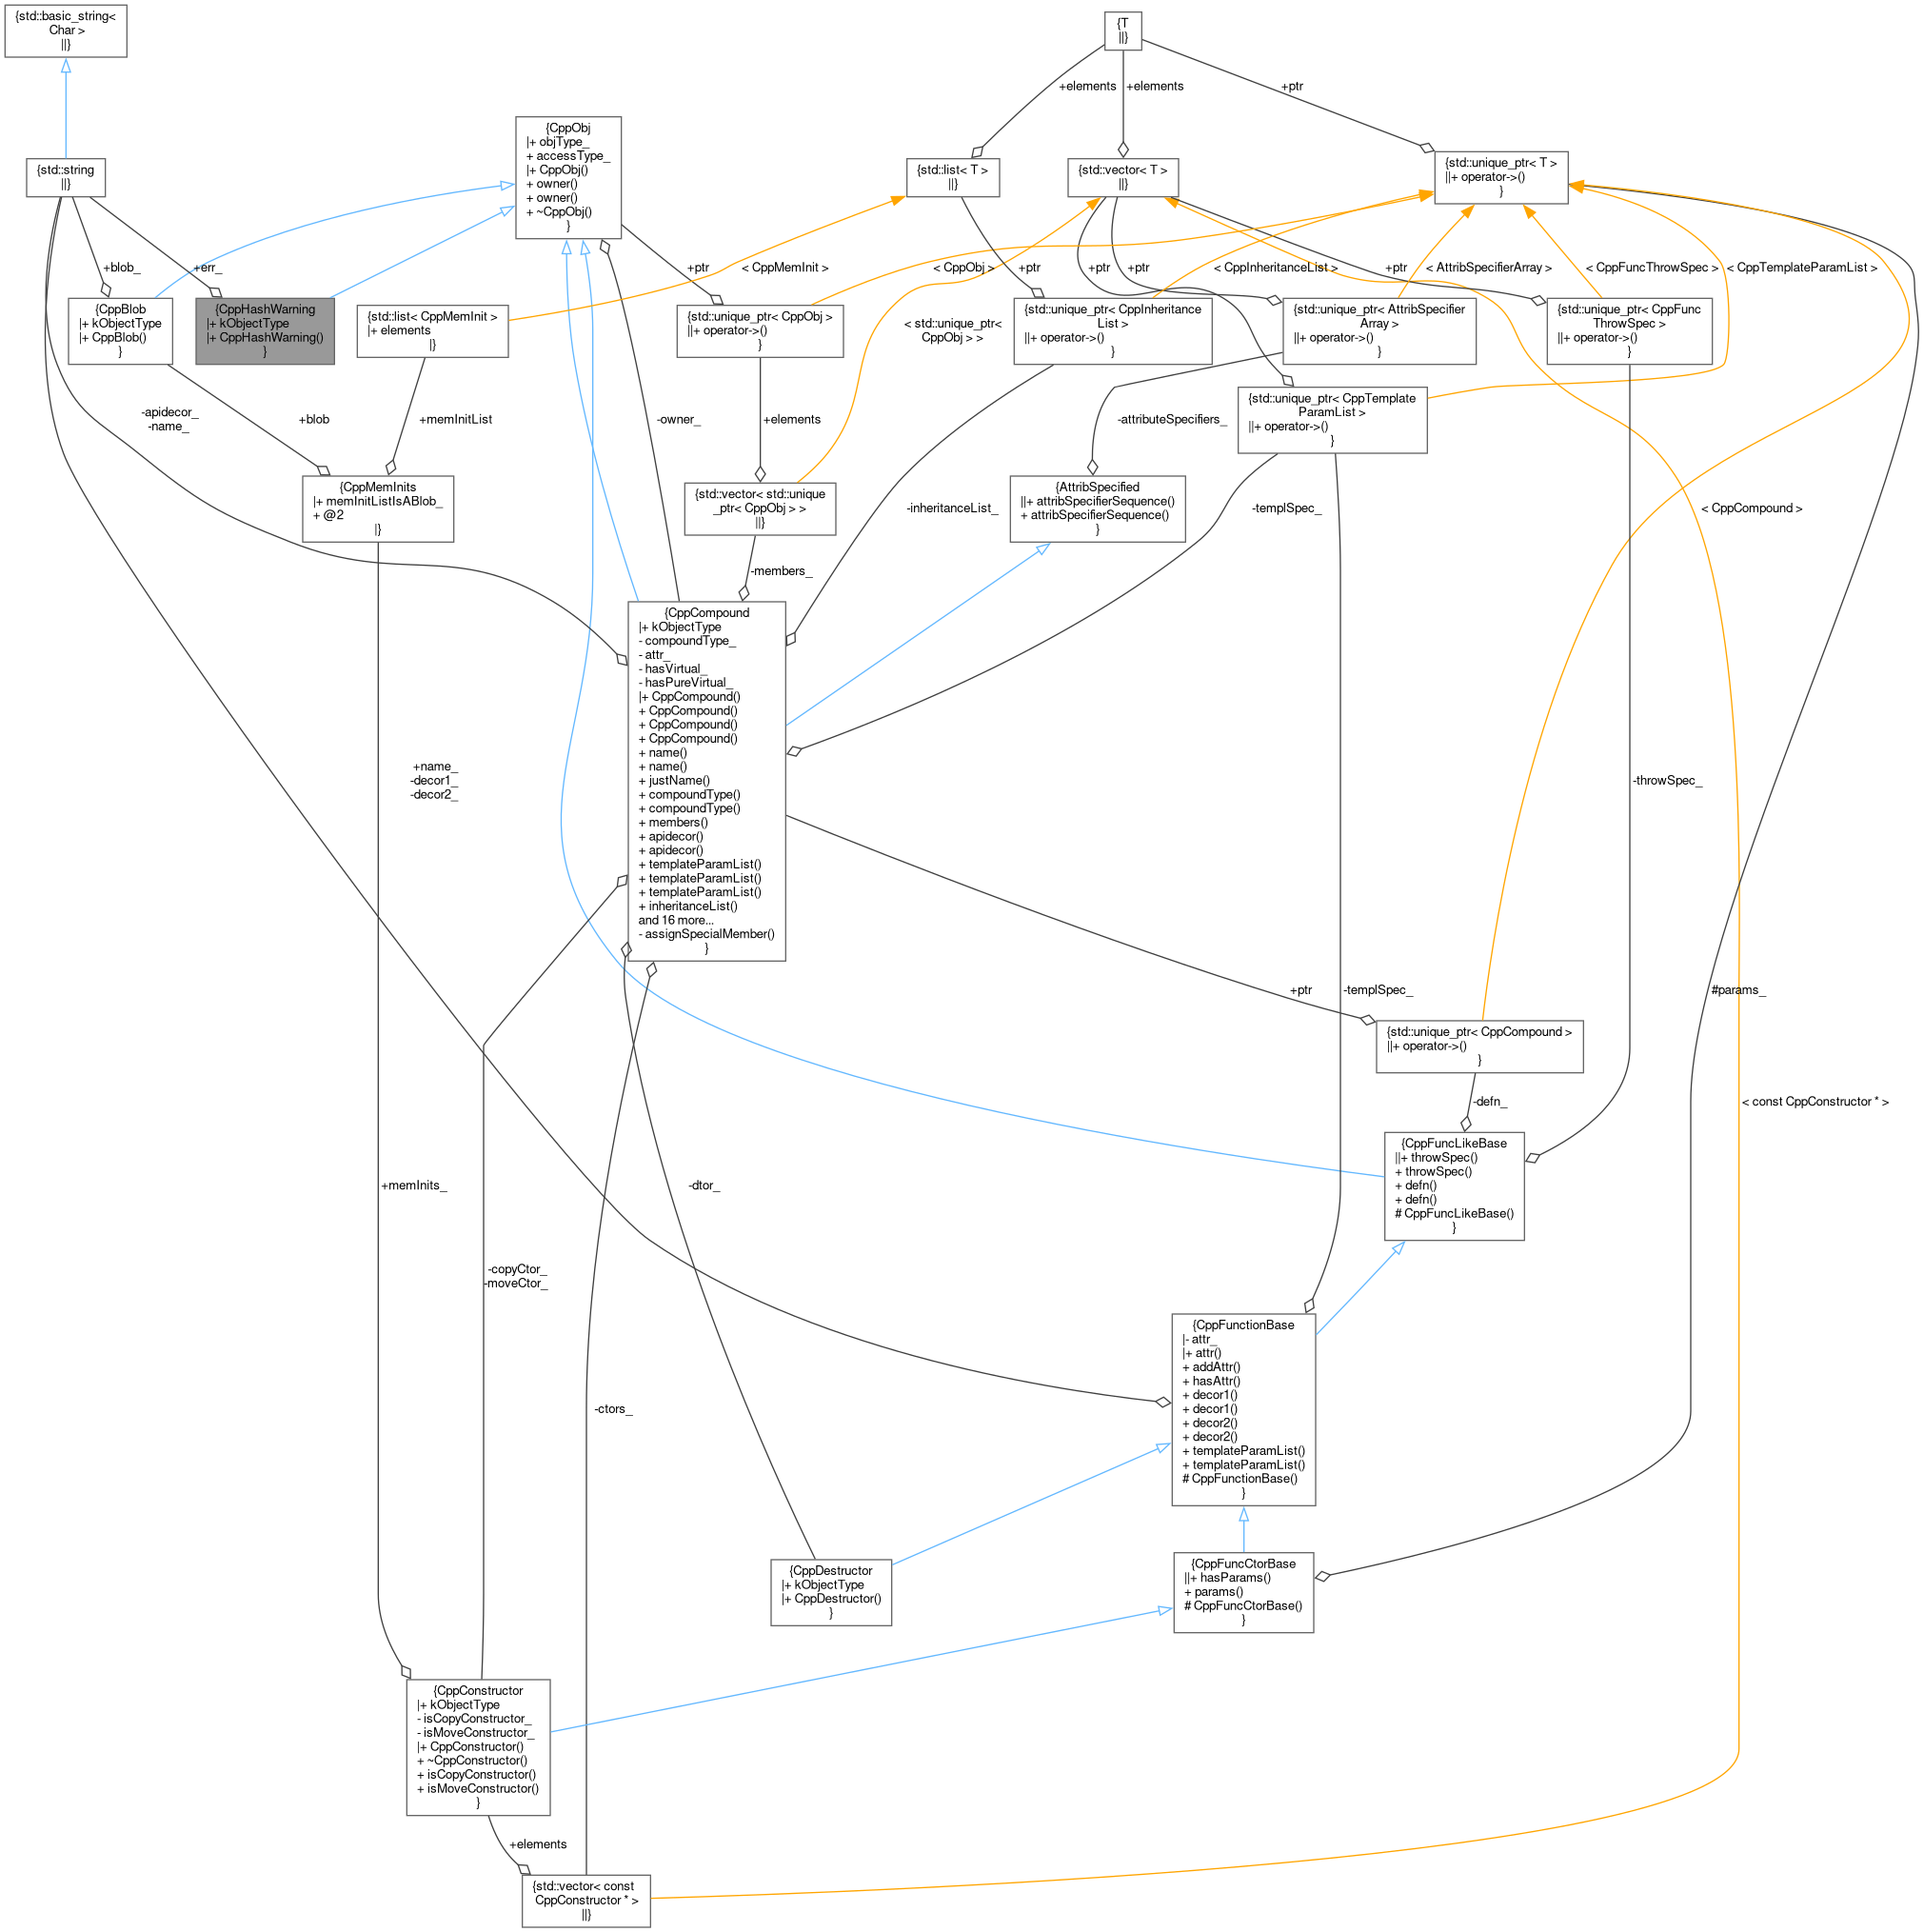 {std::basic_string<
Char >
||}
{T
||}
+elements
+elements
+ptr
{CppObj
|+ objType_
+ accessType_
|+ CppObj()
+ owner()
+ owner()
+ ~CppObj()
}
{std::string
||}
{std::list< T >
||}
{std::vector< T >
||}
{std::unique_ptr< T >
||+ operator->()
}
+blob_
+err_
+ptr
< CppMemInit >
< CppObj >
+ptr
+ptr
+ptr
< CppInheritanceList >
+ptr
< AttribSpecifierArray >
< CppFuncThrowSpec >
< CppTemplateParamList >
{CppBlob
|+ kObjectType
|+ CppBlob()
}
{CppHashWarning
|+ kObjectType
|+ CppHashWarning()
}
{std::list< CppMemInit >
|+ elements
|}
{std::unique_ptr< CppObj >
||+ operator->()
}
< std::unique_ptr<
CppObj > >
{std::unique_ptr< CppInheritance
List >
||+ operator->()
}
{std::unique_ptr< AttribSpecifier
Array >
||+ operator->()
}
{std::unique_ptr< CppFunc
ThrowSpec >
||+ operator->()
}
-apidecor_
-name_
+blob
+memInitList
-owner_
+elements
-attributeSpecifiers_
{std::unique_ptr< CppTemplate
ParamList >
||+ operator->()
}
{CppMemInits
|+ memInitListIsABlob_
+ @2
|}
{std::vector< std::unique
_ptr< CppObj > >
||}
-inheritanceList_
{AttribSpecified
||+ attribSpecifierSequence()
+ attribSpecifierSequence()
}
-templSpec_
< CppCompound >
-members_
{CppCompound
|+ kObjectType
- compoundType_
- attr_
- hasVirtual_
- hasPureVirtual_
|+ CppCompound()
+ CppCompound()
+ CppCompound()
+ CppCompound()
+ name()
+ name()
+ justName()
+ compoundType()
+ compoundType()
+ members()
+ apidecor()
+ apidecor()
+ templateParamList()
+ templateParamList()
+ templateParamList()
+ inheritanceList()
and 16 more...
- assignSpecialMember()
}
+name_
-decor1_
-decor2_
-throwSpec_
+ptr
-templSpec_
#params_
{std::unique_ptr< CppCompound >
||+ operator->()
}
-defn_
< const CppConstructor * >
{CppFuncLikeBase
||+ throwSpec()
+ throwSpec()
+ defn()
+ defn()
# CppFuncLikeBase()
}
+memInits_
-dtor_
-copyCtor_
-moveCtor_
{CppFunctionBase
|- attr_
|+ attr()
+ addAttr()
+ hasAttr()
+ decor1()
+ decor1()
+ decor2()
+ decor2()
+ templateParamList()
+ templateParamList()
# CppFunctionBase()
}
-ctors_
{CppDestructor
|+ kObjectType
|+ CppDestructor()
}
{CppFuncCtorBase
||+ hasParams()
+ params()
# CppFuncCtorBase()
}
{CppConstructor
|+ kObjectType
- isCopyConstructor_
- isMoveConstructor_
|+ CppConstructor()
+ ~CppConstructor()
+ isCopyConstructor()
+ isMoveConstructor()
}
+elements
{std::vector< const
CppConstructor * >
||}